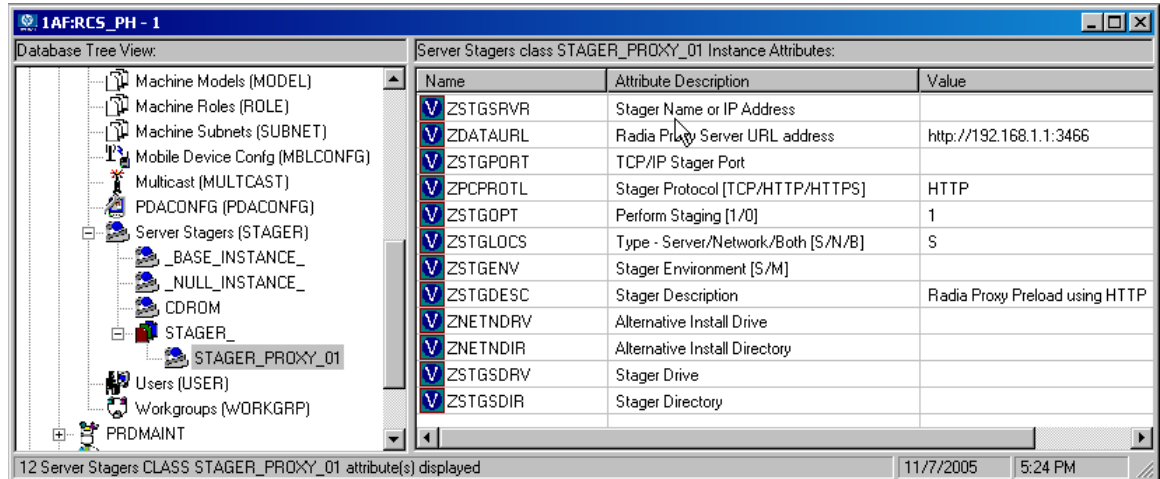 1AF:RCS_PH - 1
Database Tree View:
Server Stagers class STAGER_PROXY_01 Instance Attributes:
Machine Models (MODEL)
Machine Roles (ROLE)
Machine Subnets (SUBNET)
Mobile Device Confg (MBLCONFG)
Multicast (MULTCAST)
PDACONFG (PDACONFG)
Server Stagers (STAGER)
_BASE_INSTANCE_
_NULL_INSTANCE_
CDROM
STAGER_
STAGER_PROXY_01
Users (USER)
Workgroups (WORKGRP)
PRDMAINT
Name Attribute Description Value
V ZSTGSRVR Stager Name or IP Address
V ZDATAURL Radia Proxy Server URL address http://192.168.1.1:3466
V ZSTGPORT TCP/IP Stager Port
V ZPCPROTL Stager Protocol [TCP/HTTP/HTTPS] HTTP
V ZSTGOPT Perform Staging [1/0] 1
V ZSTGLOCS Type - Server/Network/Both [S/N/B] S
V ZSTGENV Stager Environment [S/M]
V ZSTGDESC Stager Description Radia Proxy Preload using HTTP
V ZNETNDRV Alternative Install Drive
V ZNETNDIR Alternative Install Directory
V ZSTGSDRV Stager Drive
V ZSTGSDIR Stager Directory
12 Server Stagers CLASS STAGER_PROXY_01 attribute(s) displayed
11/7/2005 5:24 PM